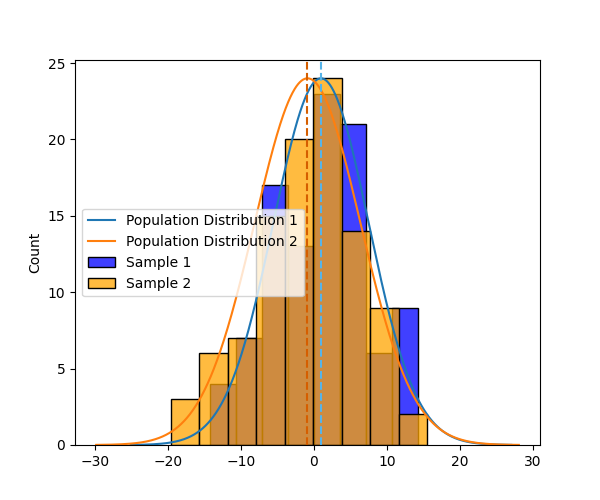 25
20
15
10
5
0
Count
Population Distribution 1
Population Distribution 2
Sample 1
Sample 2
−30
−20
−10
0
10
20
30